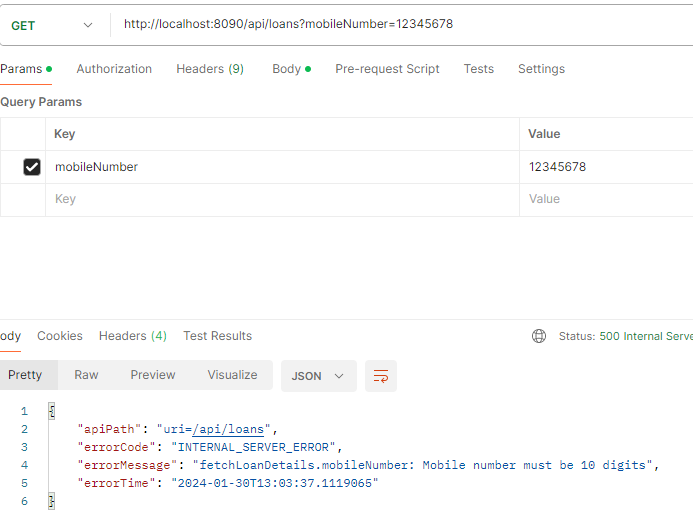 GET http://localhost:8090/api/loans?mobileNumber=12345678
Params Authorization Headers (9) Body Pre-request Script Tests Settings
Query Params
Key Value
mobileNumber 12345678
Key Value
ody Cookies Headers (4) Test Results Status: 500 Internal Serve
Pretty Raw Preview Visualize JSON
1 {
2 "apiPath": "uri=/api/loans",
3 "errorCode": "INTERNAL_SERVER_ERROR",
4 "errorMessage": "fetchLoanDetails.mobileNumber: Mobile number must be 10 digits",
5 "errorTime": "2024-01-30T13:03:37.1119065"
6 }